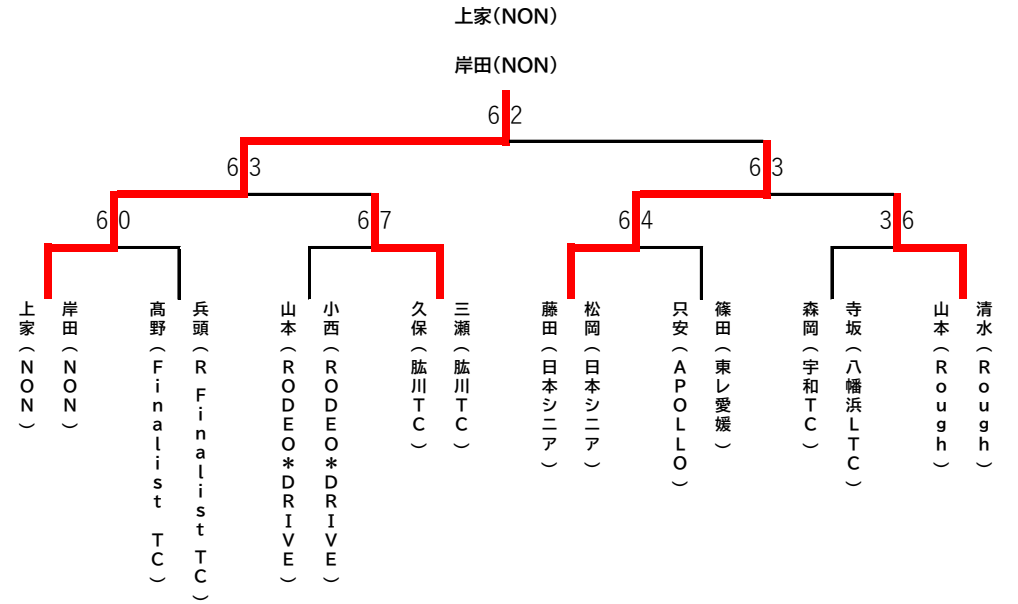 上家(NON)
岸田(NON)
6 2
6 3
6 3
6 0
6 7
6 4
3 6
上家(NON)
岸田(NON)
髙野(Finalist TC)
兵頭(R Finalist TC)
山本(RODEO*DRIVE)
小西(RODEO*DRIVE)
久保(肱川TC)
三瀬(肱川TC)
藤田(日本シニア)
松岡(日本シニア)
只安(APOLLO)
篠田(東レ愛媛)
森岡(宇和TC)
寺坂(八幡浜LTC)
山本(Rough)
清水(Rough)